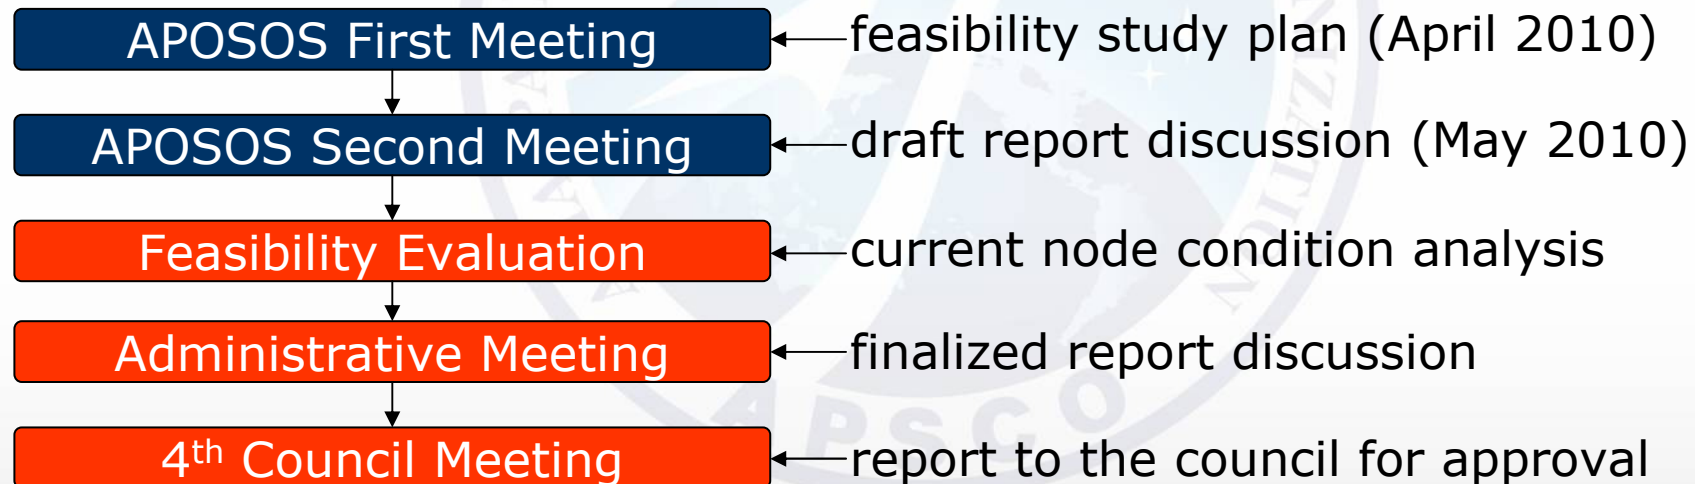 APOSOS First Meeting feasibility study plan (April 2010)
APOSOS Second Meeting draft report discussion (May 2010)
Feasibility Evaluation current node condition analysis
Administrative Meeting finalized report discussion
4th Council Meeting report to the council for approval
APSCO